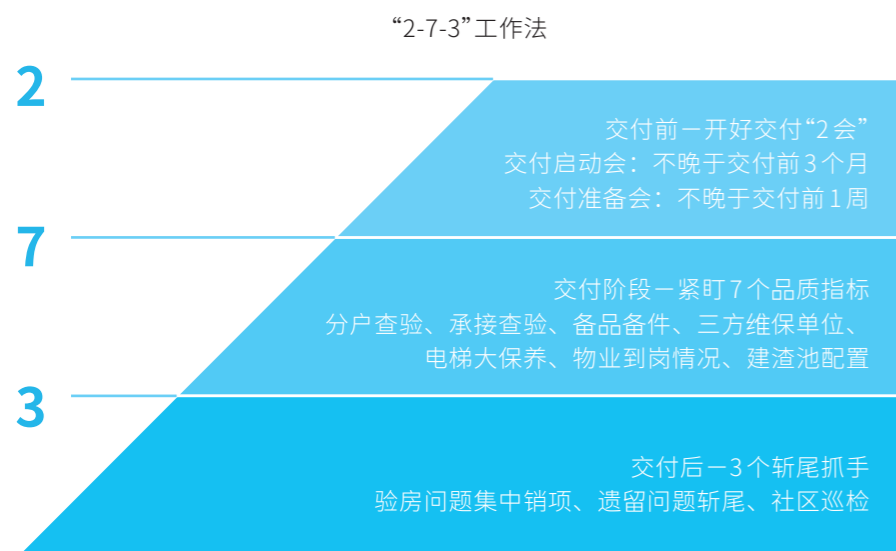 “2-7-3”工作法
2
交付前－开好交付“2会”
交付启动会：不晚于交付前3个月
交付准备会：不晚于交付前1周
7
交付阶段－紧盯7个品质指标
分户查验、承接查验、备品备件、三方维保单位、
电梯大保养、物业到岗情况、建渣池配置
3
交付后－3个斩尾抓手
验房问题集中销项、遗留问题斩尾、社区巡检